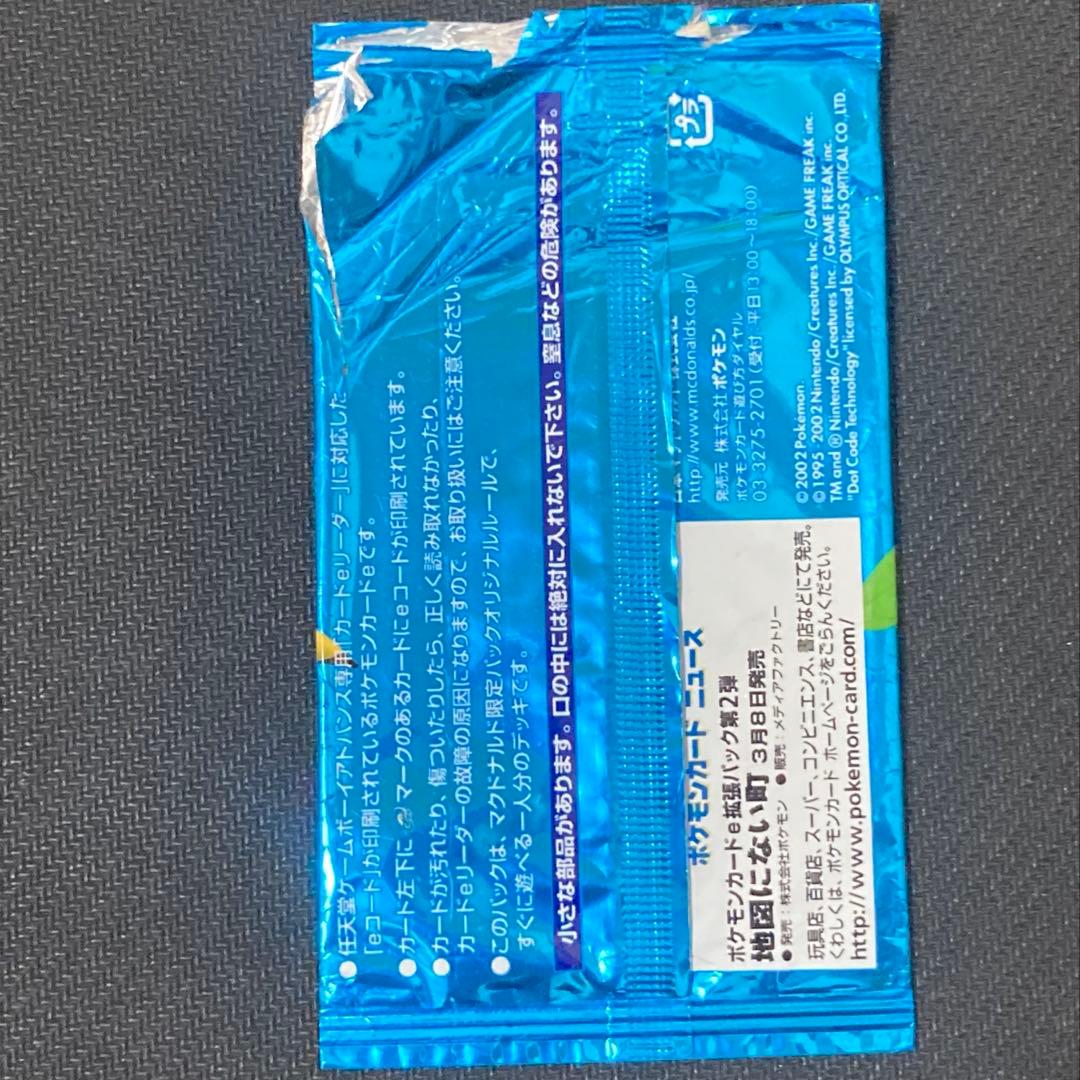 ●任天堂ゲームボーイアドバンス専用「カードeリーダー」に対応した
「eコード」が印刷されているポケモンカードeです。
●カード左下に マークのあるカードにeコードが印刷されています。
●カードが汚れたり、傷ついたりしたら、正しく読み取れなかったり、
カードeリーダーの故障の原因になりますので、お取り扱いにはご注意ください。
●このパックは、マクドナルド限定パックオリジナルルールで、
すぐに遊べる一人分のデッキです。
小さな部品があります。口の中には絶対に入れないで下さい。窒息などの危険があります。
ポケモンカード ニュース
ポケモンカードe拡張パック第2弾
地図にない町 3月8日発売
●発売：株式会社ポケモン ●販売：メディアファクトリー
玩具店、百貨店、スーパー、コンビニエンス、書店などにて発売。
くわしくは、ポケモンカード ホームページをごらんください。
http://www.pokemon-card.com/
http://www.mcdonalds.co.jp/
発売元 株式会社ポケモン
ポケモンカード遊び方ダイヤル
03 3275-2701 (受付 平日13:00～18:00)
©2002 Pokémon.
©1995 2002 Nintendo/Creatures Inc./GAME FREAK inc.
TM and ® Nintendo/Creatures Inc./GAME FREAK inc.
"Dot Code Technology" licensed by OLYMPUS OPTICAL CO.,LTD.
プラ